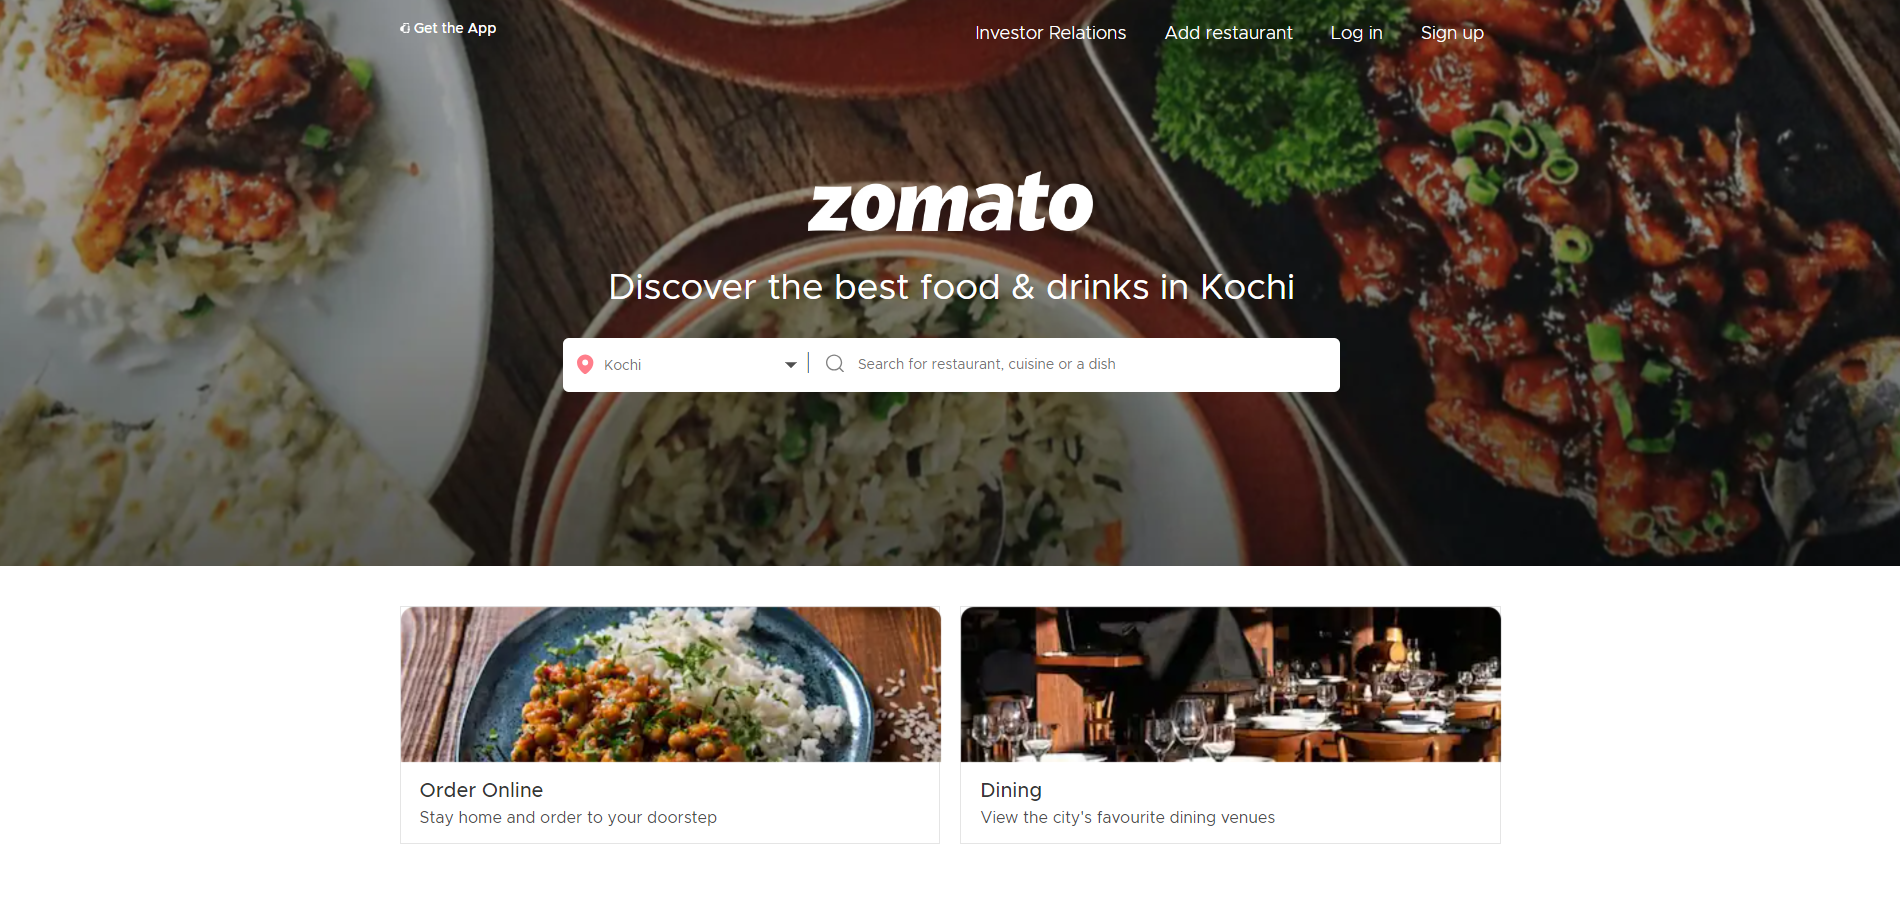 Get the App
Investor Relations
Add restaurant
Log in
Sign up
zomato
Discover the best food & drinks in Kochi
Kochi
Search for restaurant, cuisine or a dish
Order Online
Stay home and order to your doorstep
Dining
View the city's favourite dining venues